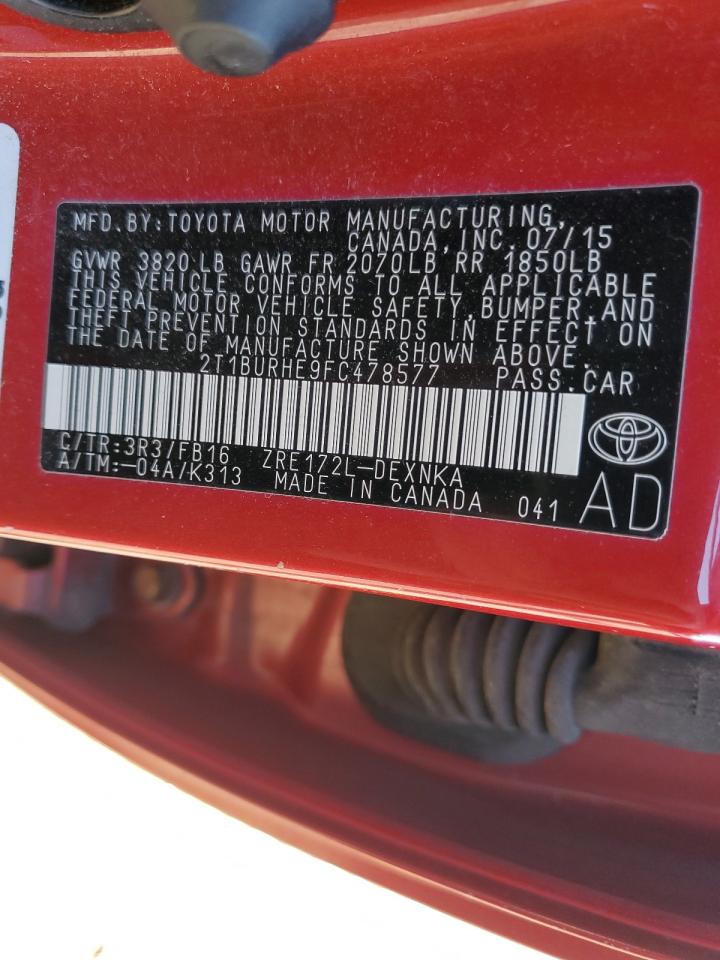 MFD.BY:TOYOTA MOTOR MANUFACTURING,
CANADA,INC. 07/15
GVWR 3820 LB GAWR FR 2070LB RR 1850LB
THIS VEHICLE CONFORMS TO ALL APPLICABLE
FEDERAL MOTOR VEHICLE SAFETY,BUMPER,AND
THEFT PREVENTION STANDARDS IN EFFECT ON
THE DATE OF MANUFACTURE SHOWN ABOVE.
2T1BURHE9FC478577 PASS.CAR
C/TR:3R3/FB16 ZRE172L-DEXNKA
A/TM:-04A/K313 MADE IN CANADA 041 AD